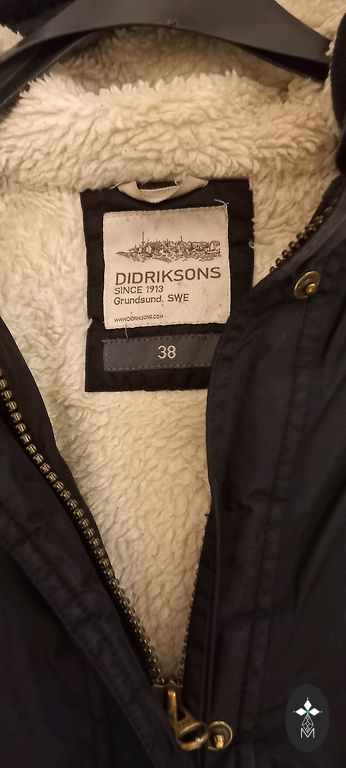 DIDRIKSONS
SINCE 1913
Grundsund, SWE
WWW.DIDRIKSONS.COM
38
M